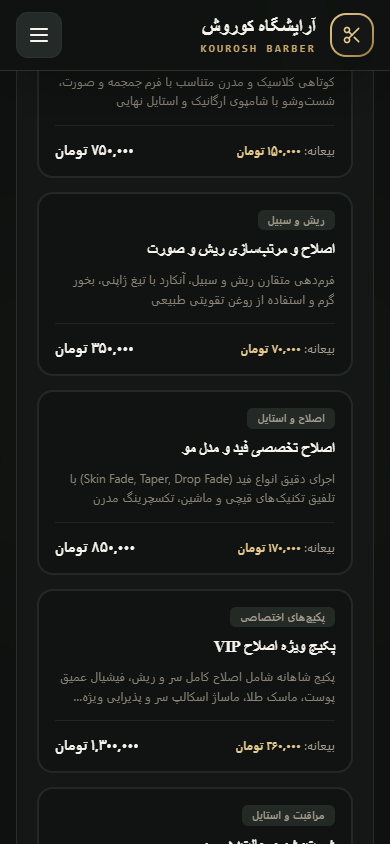 آرایشگاه کوروش
KOUROSH BARBER
کوتاهی کلاسیک و مدرن متناسب با فرم جمجمه و صورت،
شست‌وشو با شامپوی ارگانیک و استایل نهایی
بیعانه: ۱۵۰,۰۰۰ تومان
۷۵۰,۰۰۰ تومان
ریش و سبیل
اصلاح و مرتب‌سازی ریش و صورت
فرم‌دهی متقارن ریش و سبیل، آنکارد با تیغ ژاپنی، بخور
گرم و استفاده از روغن تقویتی طبیعی
بیعانه: ۷۰,۰۰۰ تومان
۳۵۰,۰۰۰ تومان
اصلاح و استایل
اصلاح تخصصی فید و مدل مو
اجرای دقیق انواع فید (Skin Fade, Taper, Drop Fade) با
تلفیق تکنیک‌های قیچی و ماشین، تکسچرینگ مدرن
بیعانه: ۱۷۰,۰۰۰ تومان
۸۵۰,۰۰۰ تومان
پکیج‌های اختصاصی
پکیج ویژه اصلاح VIP
پکیج شاهانه شامل اصلاح کامل سر و ریش، فیشیال عمیق
پوست، ماسک طلا، ماساژ اسکالپ سر و پذیرایی ویژه...
بیعانه: ۲۶۰,۰۰۰ تومان
۱,۳۰۰,۰۰۰ تومان
مراقبت و استایل